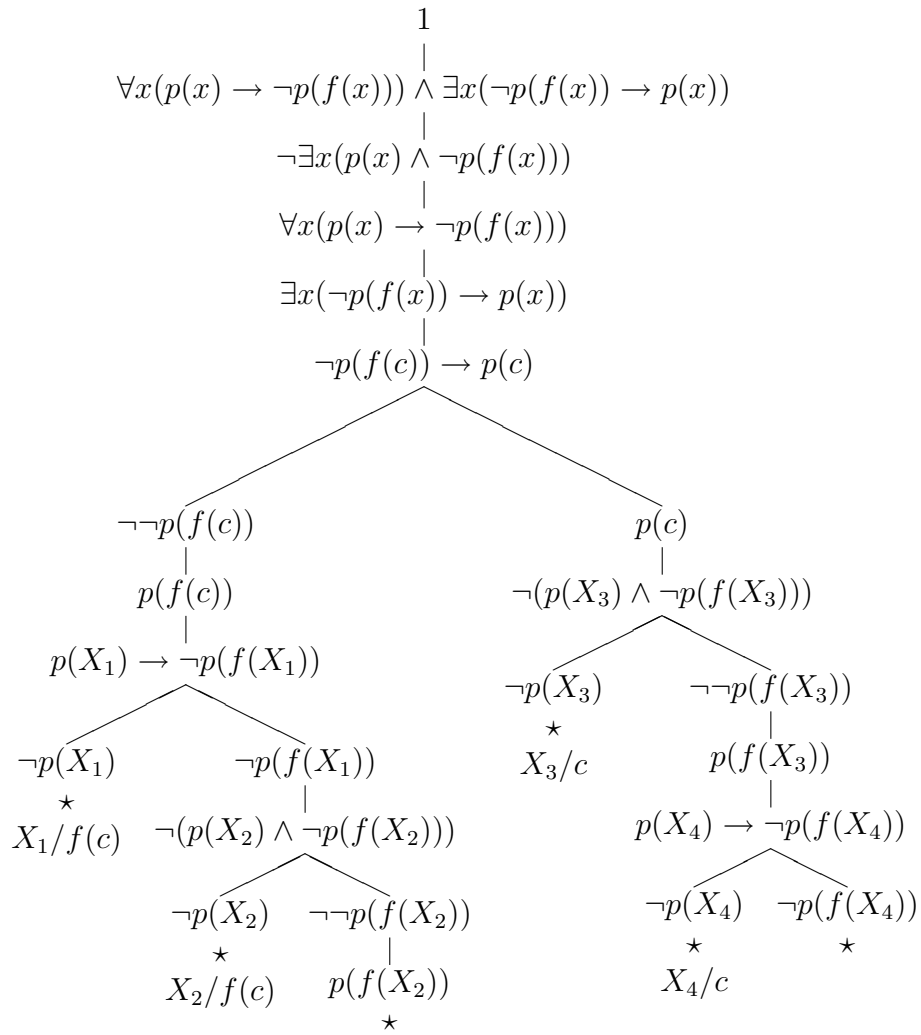 1
∀x(p(x) → ¬p(f(x))) ∧ ∃x(¬p(f(x)) → p(x))
¬∃x(p(x) ∧ ¬p(f(x)))
∀x(p(x) → ¬p(f(x)))
∃x(¬p(f(x)) → p(x))
¬p(f(c)) → p(c)
¬¬p(f(c)) p(c)
p(f(c)) ¬(p(X₃) ∧ ¬p(f(X₃)))
p(X₁) → ¬p(f(X₁)) ¬p(X₃) ¬¬p(f(X₃))
⋆
¬p(X₁) ¬p(f(X₁)) X₃/c p(f(X₃))
⋆
X₁/f(c) ¬(p(X₂) ∧ ¬p(f(X₂))) p(X₄) → ¬p(f(X₄))
¬p(X₂) ¬¬p(f(X₂)) ¬p(X₄) ¬p(f(X₄))
⋆ ⋆ ⋆
X₂/f(c) p(f(X₂)) X₄/c
⋆